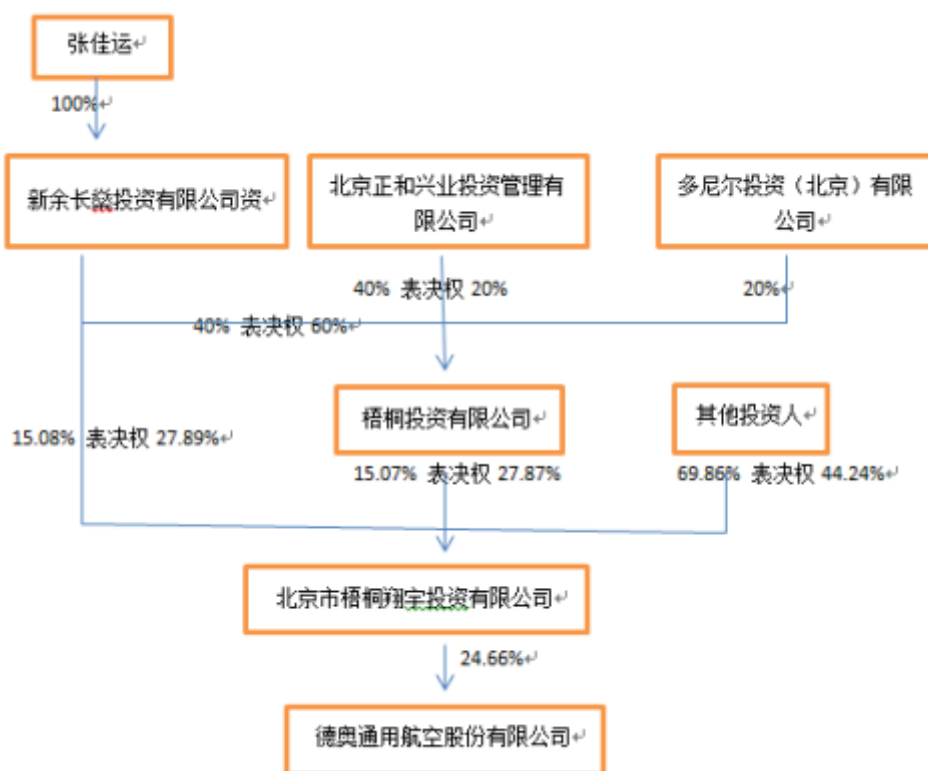 张佳运
100%
新余长燚投资有限公司资
北京正和兴业投资管理有
限公司
多尼尔投资（北京）有限
公司
40% 表决权 20%
20%
40% 表决权 60%
梧桐投资有限公司
其他投资人
15.08% 表决权 27.89%
15.07% 表决权 27.87%
69.86% 表决权 44.24%
北京市梧桐翔宇投资有限公司
24.66%
德奥通用航空股份有限公司